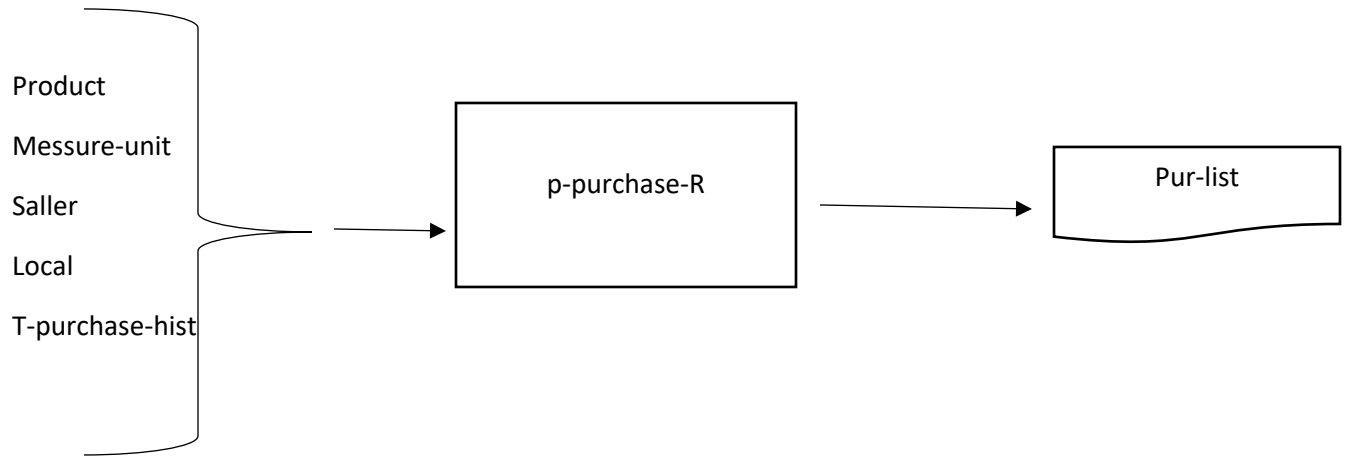 Product
Messure-unit
Saller
Local
T-purchase-hist
p-purchase-R
Pur-list